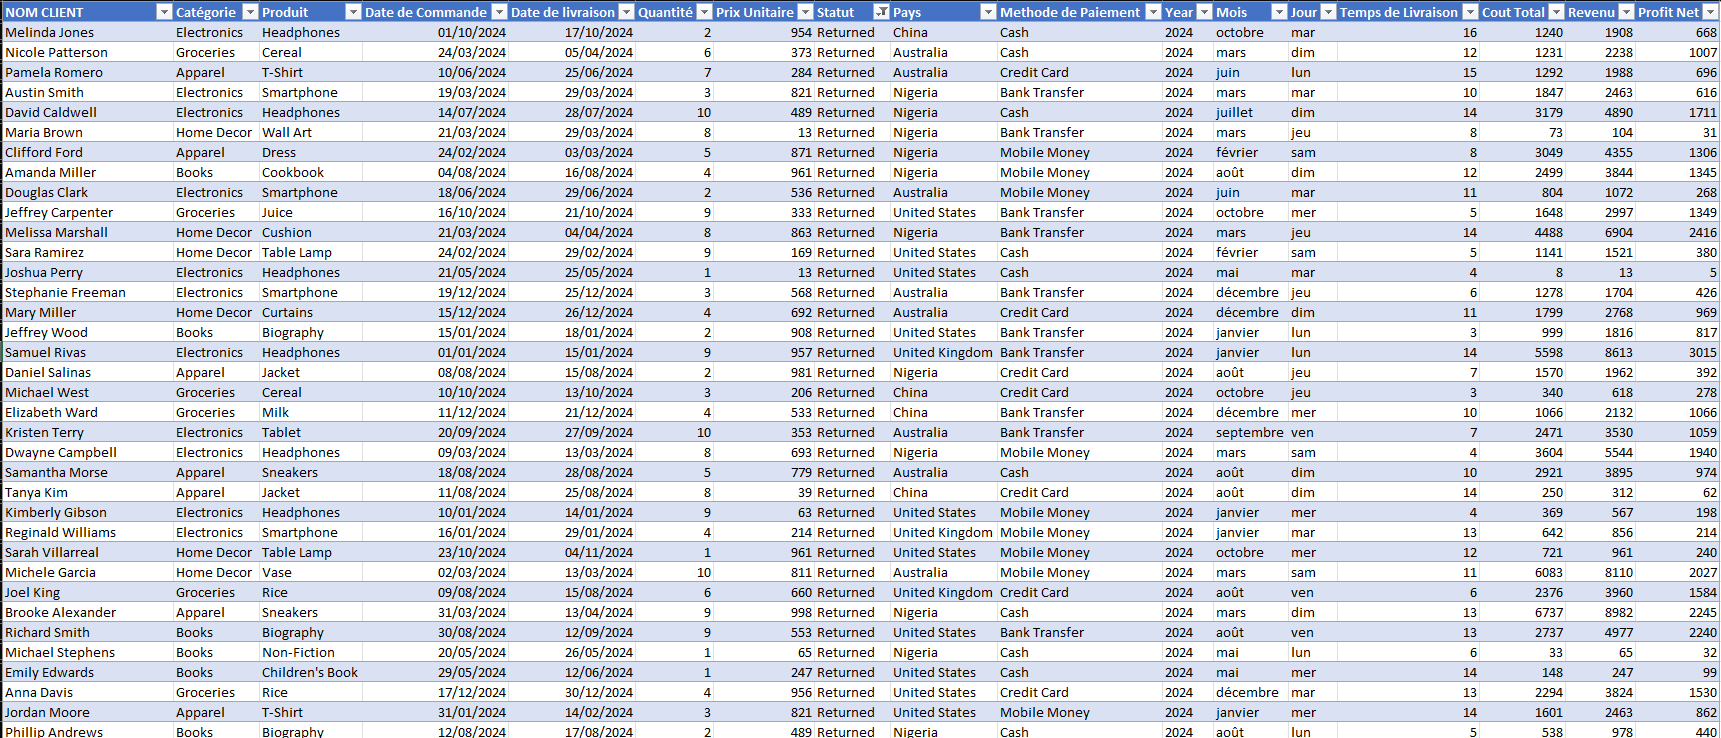 NOM CLIENT Catégorie Produit Date de Commande Date de livraison Quantité Prix Unitaire Statut Pays Methode de Paiement Year Mois Jour Temps de Livraison Cout Total Revenu Profit Net
Melinda Jones Electronics Headphones 01/10/2024 17/10/2024 2 954 Returned China Cash 2024 octobre mar 16 1240 1908 668
Nicole Patterson Groceries Cereal 24/03/2024 05/04/2024 6 373 Returned Australia Cash 2024 mars dim 12 1231 2238 1007
Pamela Romero Apparel T-Shirt 10/06/2024 25/06/2024 7 284 Returned Australia Credit Card 2024 juin lun 15 1292 1988 696
Austin Smith Electronics Smartphone 19/03/2024 29/03/2024 3 821 Returned Nigeria Bank Transfer 2024 mars mar 10 1847 2463 616
David Caldwell Electronics Headphones 14/07/2024 28/07/2024 10 489 Returned Nigeria Cash 2024 juillet dim 14 3179 4890 1711
Maria Brown Home Decor Wall Art 21/03/2024 29/03/2024 8 13 Returned Nigeria Bank Transfer 2024 mars jeu 8 73 104 31
Clifford Ford Apparel Dress 24/02/2024 03/03/2024 5 871 Returned Nigeria Mobile Money 2024 février sam 8 3049 4355 1306
Amanda Miller Books Cookbook 04/08/2024 16/08/2024 4 961 Returned Nigeria Mobile Money 2024 août dim 12 2499 3844 1345
Douglas Clark Electronics Smartphone 18/06/2024 29/06/2024 2 536 Returned Australia Mobile Money 2024 juin mar 11 804 1072 268
Jeffrey Carpenter Groceries Juice 16/10/2024 21/10/2024 9 333 Returned United States Bank Transfer 2024 octobre mer 5 1648 2997 1349
Melissa Marshall Home Decor Cushion 21/03/2024 04/04/2024 8 863 Returned Nigeria Bank Transfer 2024 mars jeu 14 4488 6904 2416
Sara Ramirez Home Decor Table Lamp 24/02/2024 29/02/2024 9 169 Returned United States Cash 2024 février sam 5 1141 1521 380
Joshua Perry Electronics Headphones 21/05/2024 25/05/2024 1 13 Returned United States Cash 2024 mai mar 4 8 13 5
Stephanie Freeman Electronics Smartphone 19/12/2024 25/12/2024 3 568 Returned Australia Bank Transfer 2024 décembre jeu 6 1278 1704 426
Mary Miller Home Decor Curtains 15/12/2024 26/12/2024 4 692 Returned Australia Credit Card 2024 décembre dim 11 1799 2768 969
Jeffrey Wood Books Biography 15/01/2024 18/01/2024 2 908 Returned United States Bank Transfer 2024 janvier lun 3 999 1816 817
Samuel Rivas Electronics Headphones 01/01/2024 15/01/2024 9 957 Returned United Kingdom Bank Transfer 2024 janvier lun 14 5598 8613 3015
Daniel Salinas Apparel Jacket 08/08/2024 15/08/2024 2 981 Returned Nigeria Credit Card 2024 août jeu 7 1570 1962 392
Michael West Groceries Cereal 10/10/2024 13/10/2024 3 206 Returned China Credit Card 2024 octobre jeu 3 340 618 278
Elizabeth Ward Groceries Milk 11/12/2024 21/12/2024 4 533 Returned China Bank Transfer 2024 décembre mer 10 1066 2132 1066
Kristen Terry Electronics Tablet 20/09/2024 27/09/2024 10 353 Returned Australia Bank Transfer 2024 septembre ven 7 2471 3530 1059
Dwayne Campbell Electronics Headphones 09/03/2024 13/03/2024 8 693 Returned Nigeria Mobile Money 2024 mars sam 4 3604 5544 1940
Samantha Morse Apparel Sneakers 18/08/2024 28/08/2024 5 779 Returned Australia Cash 2024 août dim 10 2921 3895 974
Tanya Kim Apparel Jacket 11/08/2024 25/08/2024 8 39 Returned China Credit Card 2024 août dim 14 250 312 62
Kimberly Gibson Electronics Headphones 10/01/2024 14/01/2024 9 63 Returned United States Mobile Money 2024 janvier mer 4 369 567 198
Reginald Williams Electronics Smartphone 16/01/2024 29/01/2024 4 214 Returned United Kingdom Mobile Money 2024 janvier mar 13 642 856 214
Sarah Villarreal Home Decor Table Lamp 23/10/2024 04/11/2024 1 961 Returned United States Mobile Money 2024 octobre mer 12 721 961 240
Michele Garcia Home Decor Vase 02/03/2024 13/03/2024 10 811 Returned Australia Mobile Money 2024 mars sam 11 6083 8110 2027
Joel King Groceries Rice 09/08/2024 15/08/2024 6 660 Returned United Kingdom Credit Card 2024 août ven 6 2376 3960 1584
Brooke Alexander Apparel Sneakers 31/03/2024 13/04/2024 9 998 Returned Nigeria Cash 2024 mars dim 13 6737 8982 2245
Richard Smith Books Biography 30/08/2024 12/09/2024 9 553 Returned United States Bank Transfer 2024 août ven 13 2737 4977 2240
Michael Stephens Books Non-Fiction 20/05/2024 26/05/2024 1 65 Returned Nigeria Cash 2024 mai lun 6 33 65 32
Emily Edwards Books Children's Book 29/05/2024 12/06/2024 1 247 Returned United States Cash 2024 mai mer 14 148 247 99
Anna Davis Groceries Rice 17/12/2024 30/12/2024 4 956 Returned United States Credit Card 2024 décembre mar 13 2294 3824 1530
Jordan Moore Apparel T-Shirt 31/01/2024 14/02/2024 3 821 Returned United States Mobile Money 2024 janvier mer 14 1601 2463 862
Phillip Andrews Books Biography 12/08/2024 17/08/2024 2 489 Returned Nigeria Cash 2024 août lun 5 538 978 440